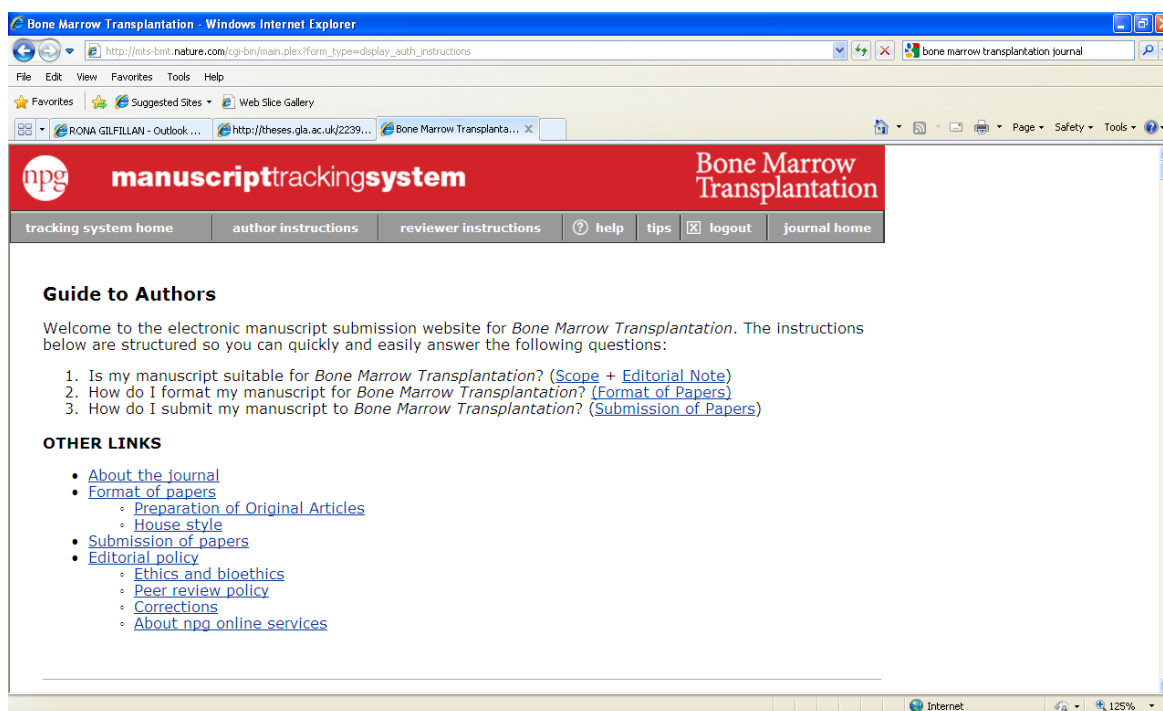 Bone Marrow Transplantation - Windows Internet Explorer
http://mts-bmt.nature.com/cgi-bin/main.plex?form_type=display_auth_instructions
bone marrow transplantation journal
File Edit View Favorites Tools Help
Favorites Suggested Sites Web Slice Gallery
RONA GILFILLAN - Outlook ... http://theses.gla.ac.uk/2239... Bone Marrow Transplanta... X Page Safety Tools
npg manuscripttrackingsystem
Bone Marrow
Transplantation
tracking system home author instructions reviewer instructions ? help tips X logout journal home
Guide to Authors
Welcome to the electronic manuscript submission website for Bone Marrow Transplantation. The instructions
below are structured so you can quickly and easily answer the following questions:
1. Is my manuscript suitable for Bone Marrow Transplantation? (Scope + Editorial Note)
2. How do I format my manuscript for Bone Marrow Transplantation? (Format of Papers)
3. How do I submit my manuscript to Bone Marrow Transplantation? (Submission of Papers)
OTHER LINKS
• About the journal
• Format of papers
◦ Preparation of Original Articles
◦ House style
• Submission of papers
• Editorial policy
◦ Ethics and bioethics
◦ Peer review policy
◦ Corrections
◦ About npg online services
Internet 125%